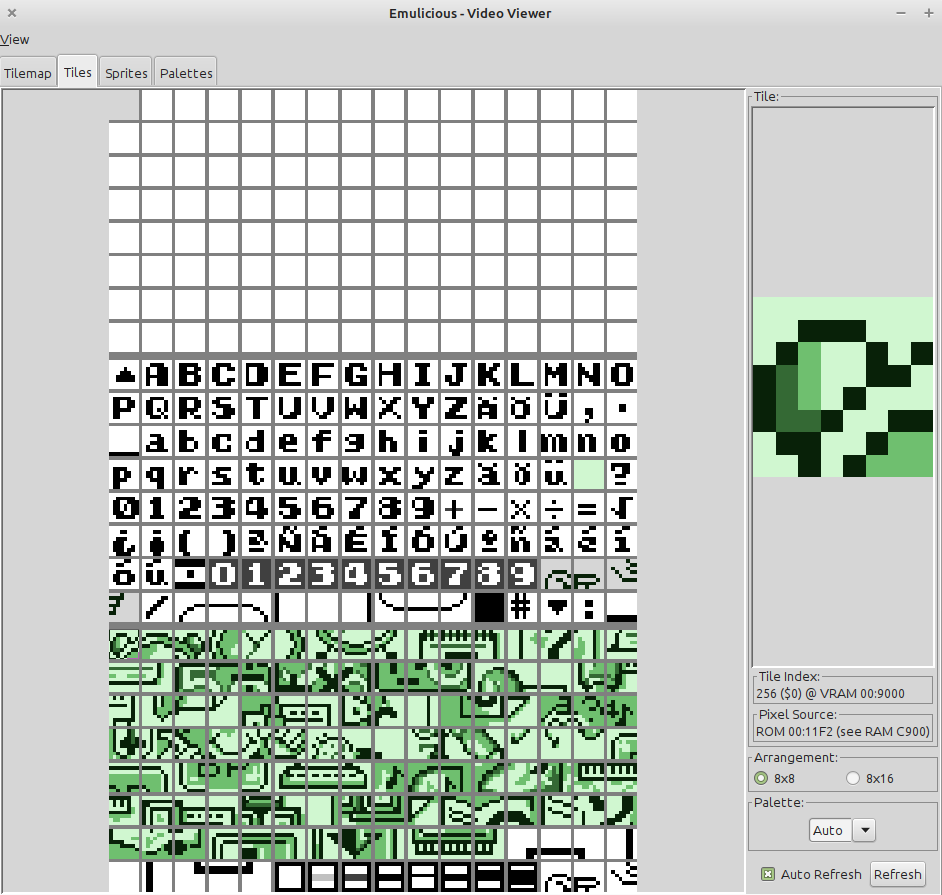 Emulicious - Video Viewer
View
Tilemap Tiles Sprites Palettes
Tile:
A B C D E F G H I J K L M N O
P Q R S T U V W X Y Z Ä Ö Ü , .
_ a b c d e f g h i j k l m n o
p q r s t u v w x y z ä ö ü ?
0 1 2 3 4 5 6 7 8 9 + - × ÷ = √
¿ ¡ ( ) ª Ñ Á É Í Ó Ú º ñ á é í
ó ú · 0 1 2 3 4 5 6 7 8 9
/ # ▼ :
Tile Index:
256 ($0) @ VRAM 00:9000
Pixel Source:
ROM 00:11F2 (see RAM C900)
Arrangement:
8x8 8x16
Palette:
Auto
Auto Refresh Refresh